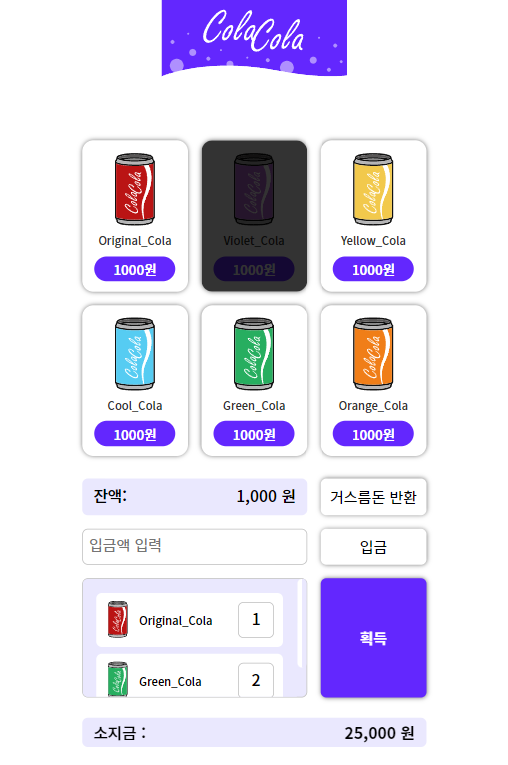 ColaCola
ColaCola
ColaCola
ColaCola
Original_Cola
Violet_Cola
Yellow_Cola
1000원
1000원
1000원
ColaCola
ColaCola
ColaCola
Cool_Cola
Green_Cola
Orange_Cola
1000원
1000원
1000원
잔액: 1,000 원
거스름돈 반환
입금액 입력
입금
ColaCola
Original_Cola
1
획득
ColaCola
Green_Cola
2
소지금 : 25,000 원